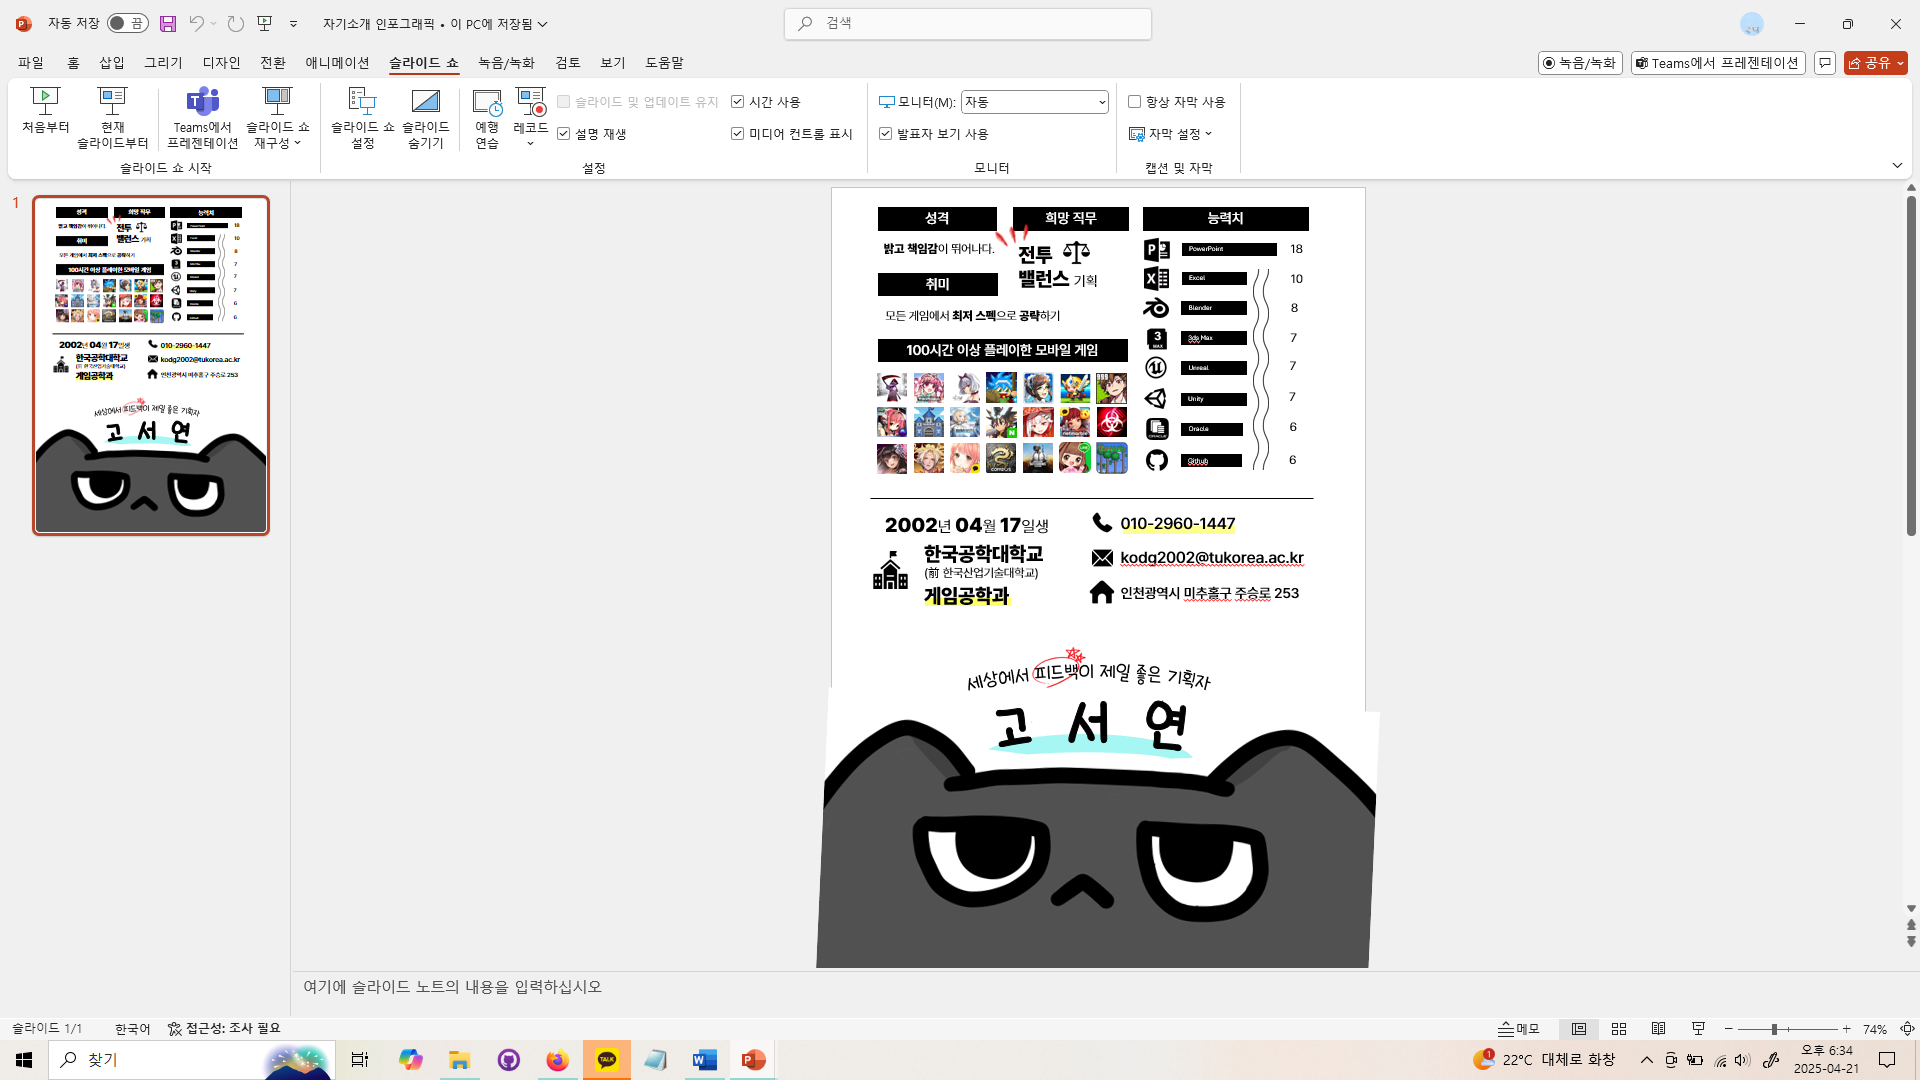 자동 저장 끔 자기소개 인포그래픽 • 이 PC에 저장됨 검색
파일 홈 삽입 그리기 디자인 전환 애니메이션 슬라이드 쇼 녹음/녹화 검토 보기 도움말 녹음/녹화 Teams에서 프레젠테이션 공유
처음부터
현재
슬라이드부터
Teams에서
프레젠테이션
슬라이드 쇼
재구성
슬라이드 쇼 시작
슬라이드 쇼
설정
슬라이드
숨기기
예행
연습
레코드
슬라이드 및 업데이트 유지
설명 재생
시간 사용
미디어 컨트롤 표시
설정
모니터(M): 자동
발표자 보기 사용
모니터
항상 자막 사용
자막 설정
캡션 및 자막
1
성격
밝고 책임감이 뛰어나다.
희망 직무
전투
밸런스 기획
취미
모든 게임에서 최저 스펙으로 공략하기
100시간 이상 플레이한 모바일 게임
능력치
PowerPoint 18
Excel 10
Blender 8
3ds Max 7
Unreal 7
Unity 7
Oracle 6
Github 6
2002년 04월 17일생
한국공학대학교
(前 한국산업기술대학교)
게임공학과
010-2960-1447
kodg2002@tukorea.ac.kr
인천광역시 미추홀구 주승로 253
세상에서 피드백이 제일 좋은 기획자
고 서 연
여기에 슬라이드 노트의 내용을 입력하십시오
슬라이드 1/1 한국어 접근성: 조사 필요 메모 74%
찾기 22°C 대체로 화창 오후 6:34
2025-04-21